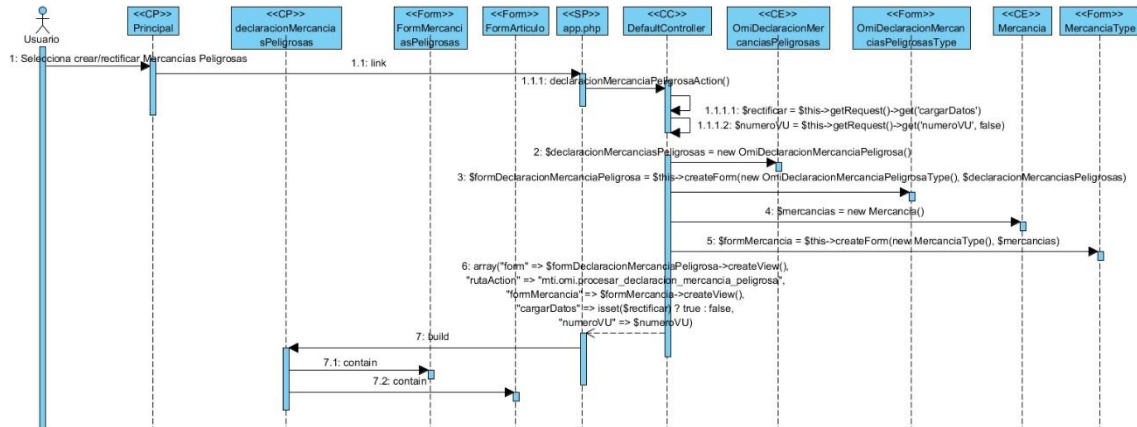 <<CP>>
Principal
<<CP>>
declaracionMercancia
sPeligrosas
<<Form>>
FormMercanci
asPeligrosas
<<Form>>
FormArticulo
<<SP>>
app.php
<<CC>>
DefaultController
<<CE>>
OmiDeclaracionMer
canciasPeligrosas
<<Form>>
OmiDeclaracionMercan
ciasPeligrosasType
<<CE>>
Mercancia
<<Form>>
MercanciaType
Usuario
1: Selecciona crear/rectificar Mercancías Peligrosas
1.1: link
1.1.1: declaracionMercanciaPeligrosaAction()
1.1.1.1: $rectificar = $this->getRequest()->get('cargarDatos')
1.1.1.2: $numeroVU = $this->getRequest()->get('numeroVU', false)
2: $declaracionMercanciasPeligrosas = new OmiDeclaracionMercanciaPeligrosa()
3: $formDeclaracionMercanciaPeligrosa = $this->createForm(new OmiDeclaracionMercanciaPeligrosaType(), $declaracionMercanciasPeligrosas)
4: $mercancias = new Mercancia()
5: $formMercancia = $this->createForm(new MercanciaType(), $mercancias)
6: array("form" => $formDeclaracionMercanciaPeligrosa->createView(),
"rutaAction" => "mti.omi.procesar_declaracion_mercancia_peligrosa",
"formMercancia" => $formMercancia->createView(),
"cargarDatos" => isset($rectificar) ? true : false,
"numeroVU" => $numeroVU)
7: build
7.1: contain
7.2: contain